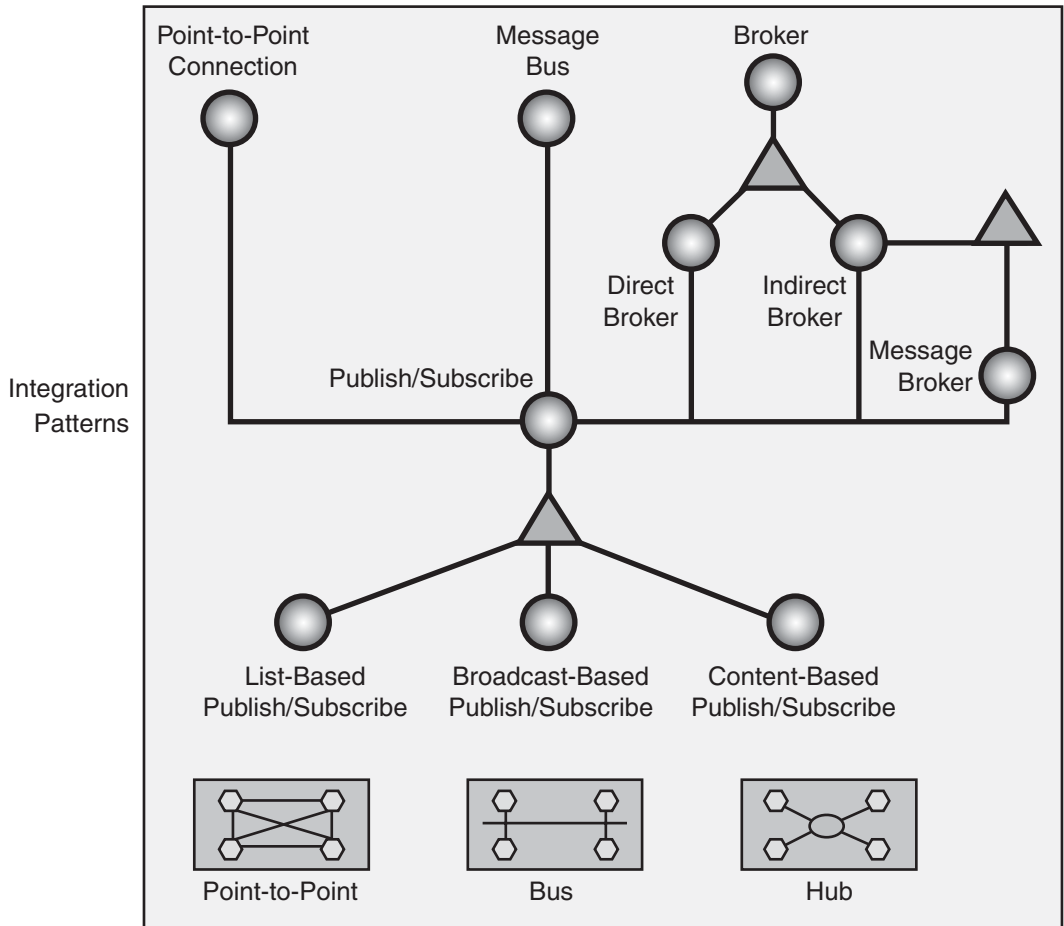 Point-to-Point
Connection
Message
Bus
Broker
Direct
Broker
Indirect
Broker
Message
Broker
Publish/Subscribe
Integration
Patterns
List-Based
Publish/Subscribe
Broadcast-Based
Publish/Subscribe
Content-Based
Publish/Subscribe
Point-to-Point
Bus
Hub